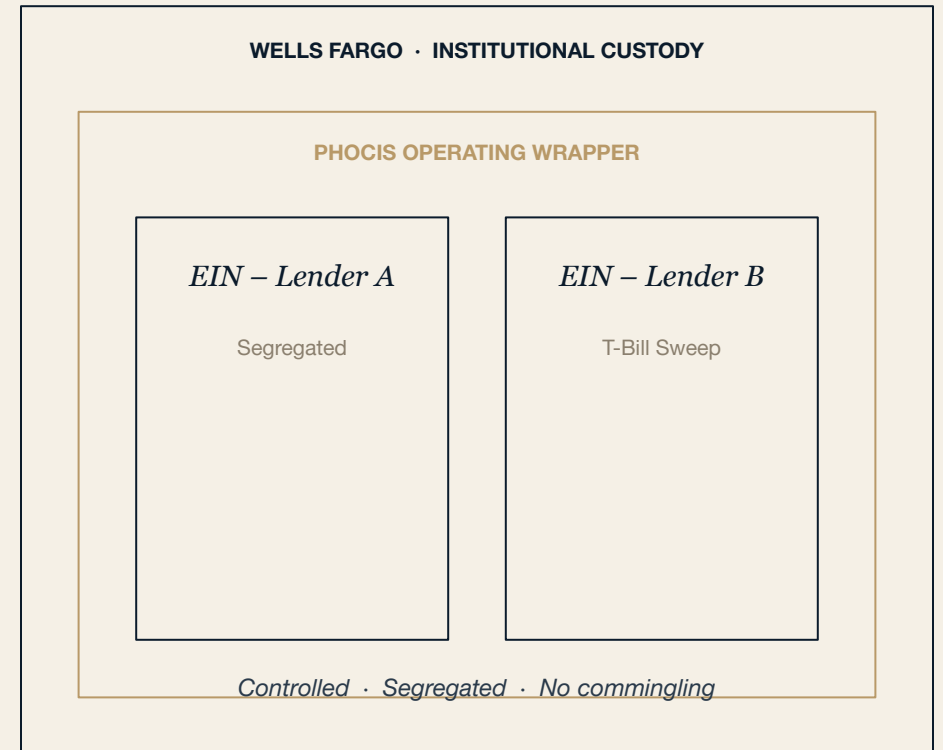 WELLS FARGO · INSTITUTIONAL CUSTODY
PHOCIS OPERATING WRAPPER
EIN – Lender A
Segregated
EIN – Lender B
T-Bill Sweep
Controlled · Segregated · No commingling